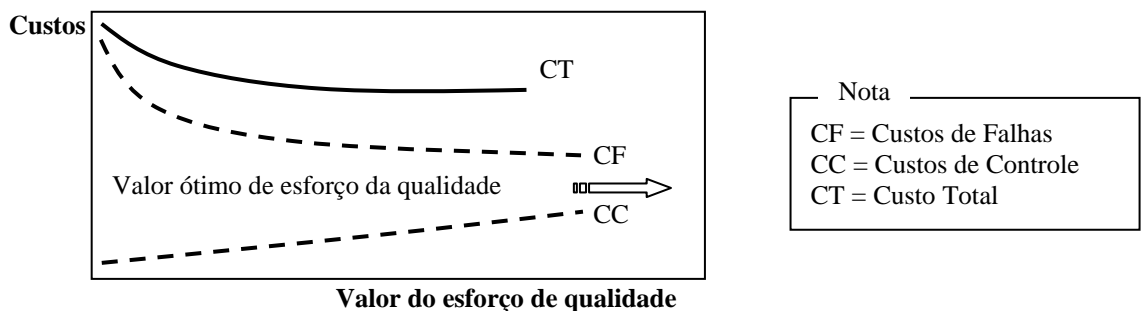 Custos
CT
Nota
CF = Custos de Falhas
CC = Custos de Controle
CT = Custo Total
CF
Valor ótimo de esforço da qualidade
CC
Valor do esforço de qualidade